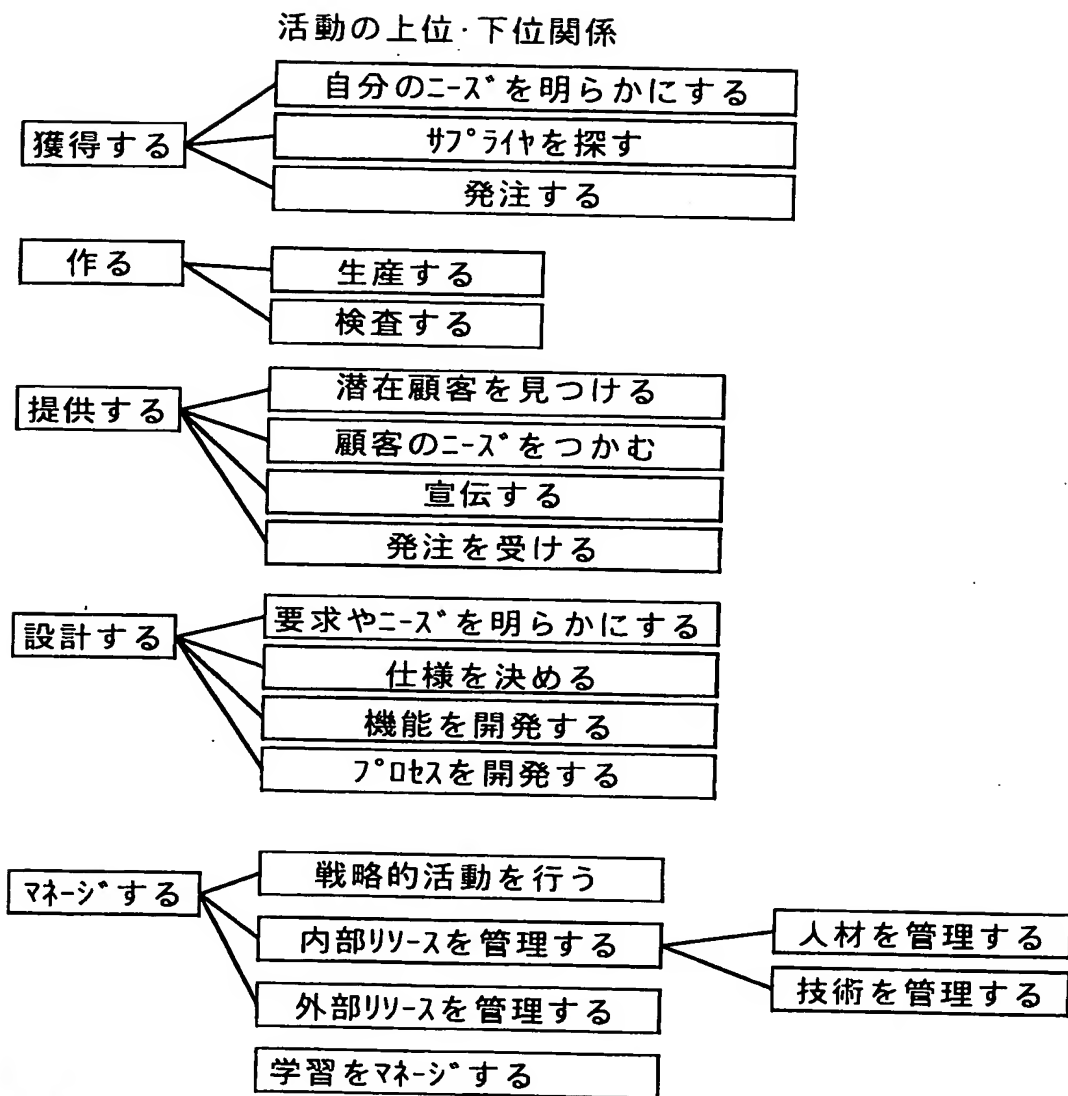 活動の上位·下位関係
獲得する
自分のﾆｰｽﾞを明らかにする
ｻﾌﾟﾗｲﾔを探す
発注する
作る
生産する
検査する
提供する
潜在顧客を見つける
顧客のﾆｰｽﾞをつかむ
宣伝する
発注を受ける
設計する
要求やﾆｰｽﾞを明らかにする
仕様を決める
機能を開発する
ﾌﾟﾛｾｽを開発する
ﾏﾈｰｼﾞする
戦略的活動を行う
内部ﾘｿｰｽを管理する
人材を管理する
技術を管理する
外部ﾘｿｰｽを管理する
学習をﾏﾈｰｼﾞする